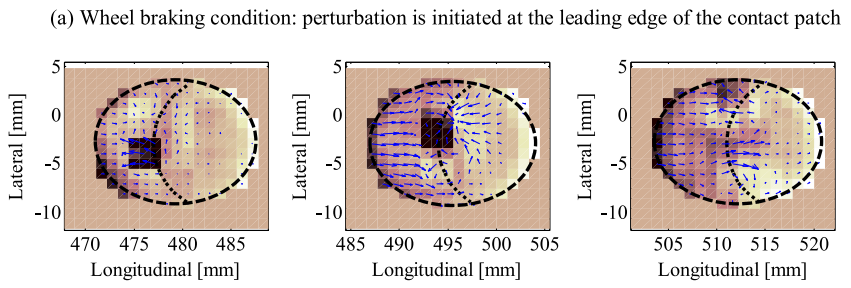 (a) Wheel braking condition: perturbation is initiated at the leading edge of the contact patch
5
0
-5
-10
Lateral [mm]
470 475 480 485
Longitudinal [mm]
5
0
-5
-10
Lateral [mm]
485 490 495 500 505
Longitudinal [mm]
5
0
-5
-10
Lateral [mm]
505 510 515 520
Longitudinal [mm]